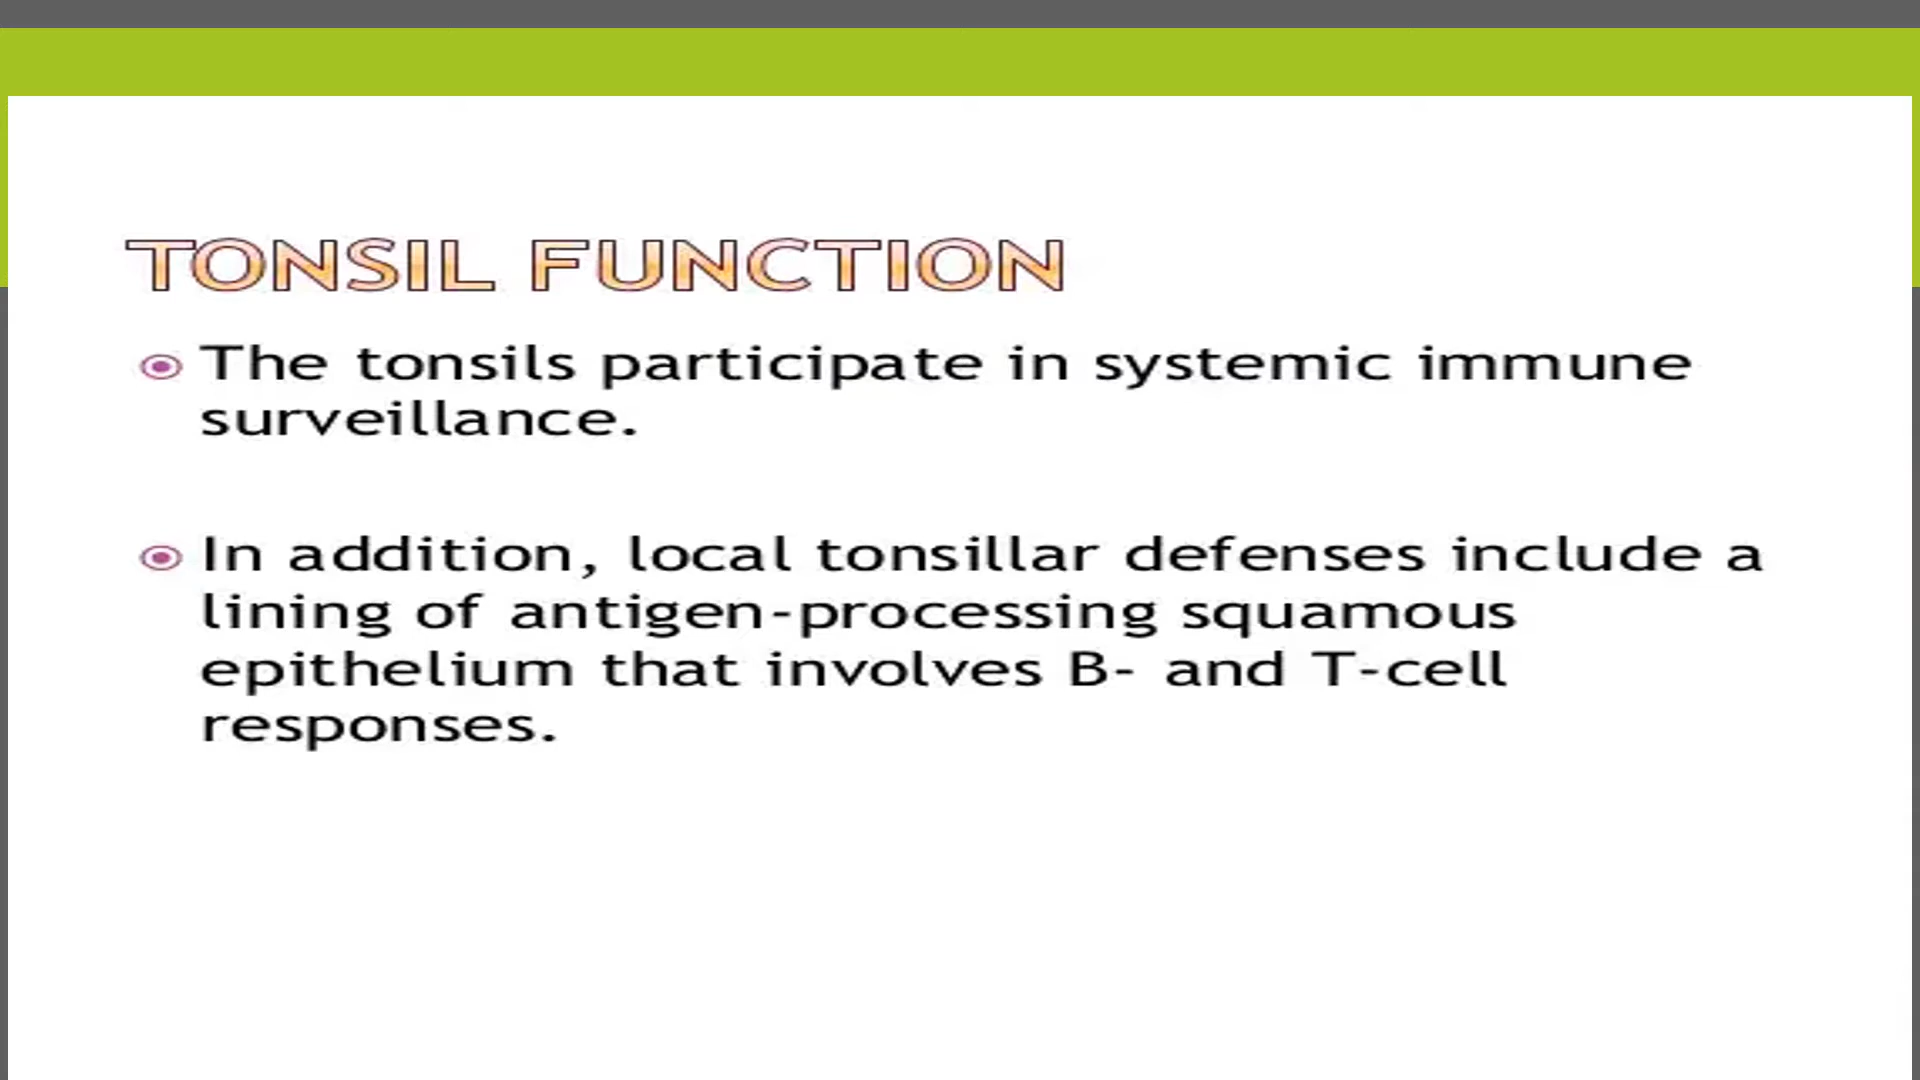 TONSIL FUNCTION
The tonsils participate in systemic immune
surveillance.
In addition, local tonsillar defenses include a
lining of antigen-processing squamous
epithelium that involves B- and T-cell
responses.